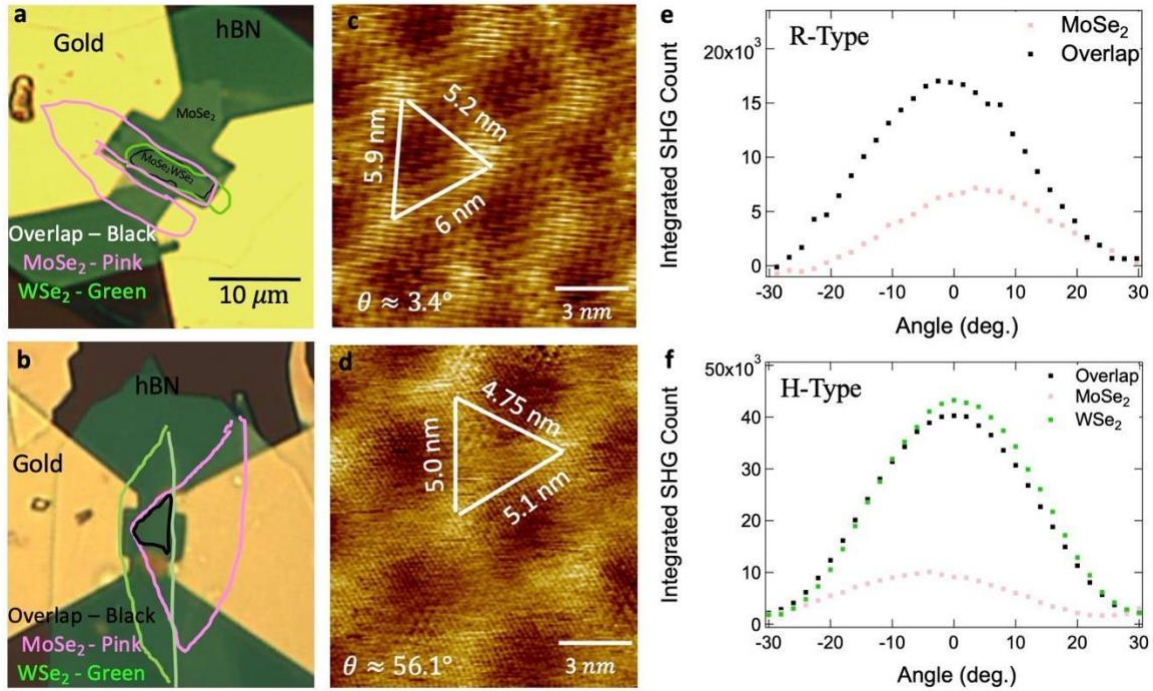 a
Gold
hBN
MoSe₂
MoSe₂WSe₂
Overlap – Black
MoSe₂ - Pink
WSe₂ - Green
10 μm
b
hBN
Gold
Overlap – Black
MoSe₂ - Pink
WSe₂ - Green
c
5.2 nm
5.9 nm
6 nm
θ ≈ 3.4°
3 nm
d
4.75 nm
5.0 nm
5.1 nm
θ ≈ 56.1°
3 nm
e
R-Type
MoSe₂
Overlap
20x10³
15
10
5
0
Integrated SHG Count
-30 -20 -10 0 10 20 30
Angle (deg.)
f
H-Type
Overlap
MoSe₂
WSe₂
50x10³
40
30
20
10
0
Integrated SHG Count
-30 -20 -10 0 10 20 30
Angle (deg.)